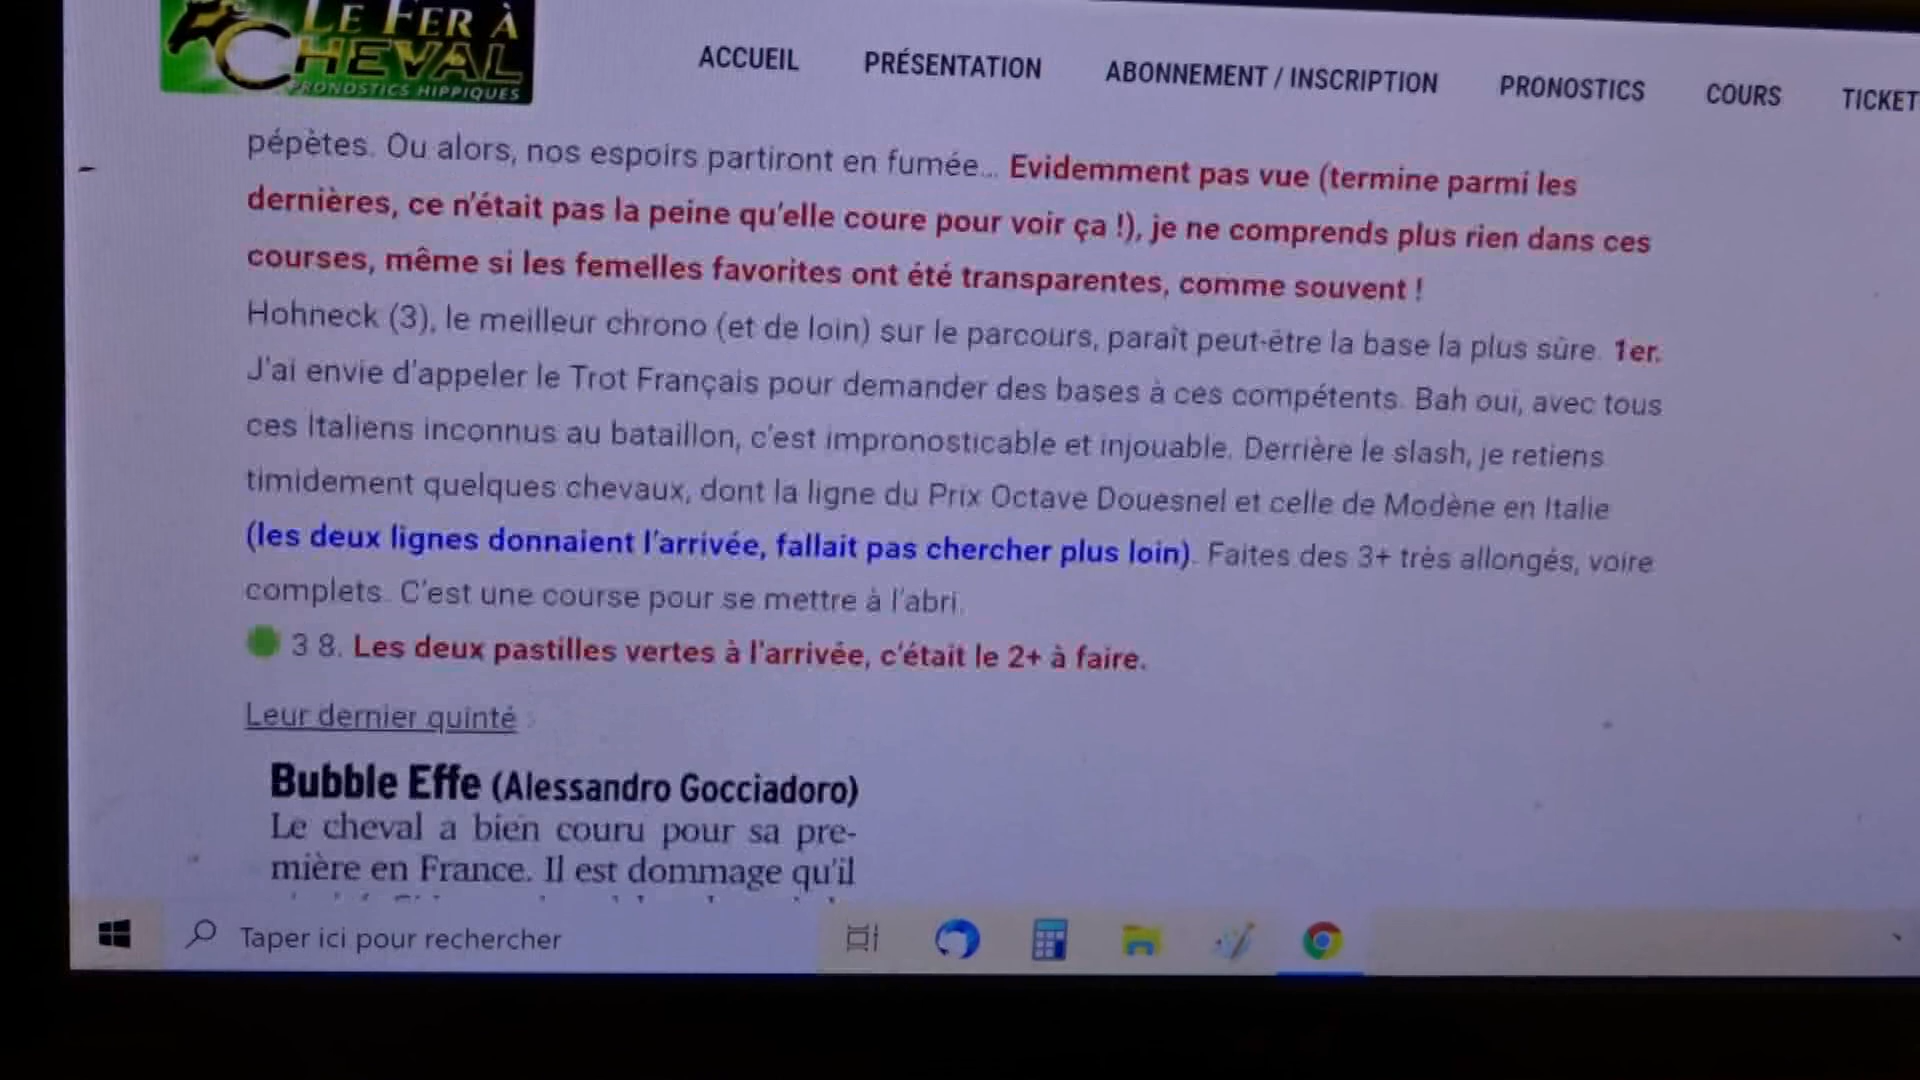 LE FER À
CHEVAL
PRONOSTICS HIPPIQUES
ACCUEIL PRÉSENTATION ABONNEMENT / INSCRIPTION PRONOSTICS COURS TICKET
pépètes. Ou alors, nos espoirs partiront en fumée... Evidemment pas vue (termine parmi les
dernières, ce n'était pas la peine qu'elle coure pour voir ça !), je ne comprends plus rien dans ces
courses, même si les femelles favorites ont été transparentes, comme souvent !
Hohneck (3), le meilleur chrono (et de loin) sur le parcours, paraît peut-être la base la plus sûre. 1er.
J'ai envie d'appeler le Trot Français pour demander des bases à ces compétents. Bah oui, avec tous
ces Italiens inconnus au bataillon, c'est impronosticable et injouable. Derrière le slash, je retiens
timidement quelques chevaux, dont la ligne du Prix Octave Douesnel et celle de Modène en Italie
(les deux lignes donnaient l'arrivée, fallait pas chercher plus loin). Faites des 3+ très allongés, voire
complets. C'est une course pour se mettre à l'abri.
3 8. Les deux pastilles vertes à l'arrivée, c'était le 2+ à faire.
Leur dernier quinté
Bubble Effe (Alessandro Gocciadoro)
Le cheval a bien couru pour sa pre-
mière en France. Il est dommage qu'il
Taper ici pour rechercher